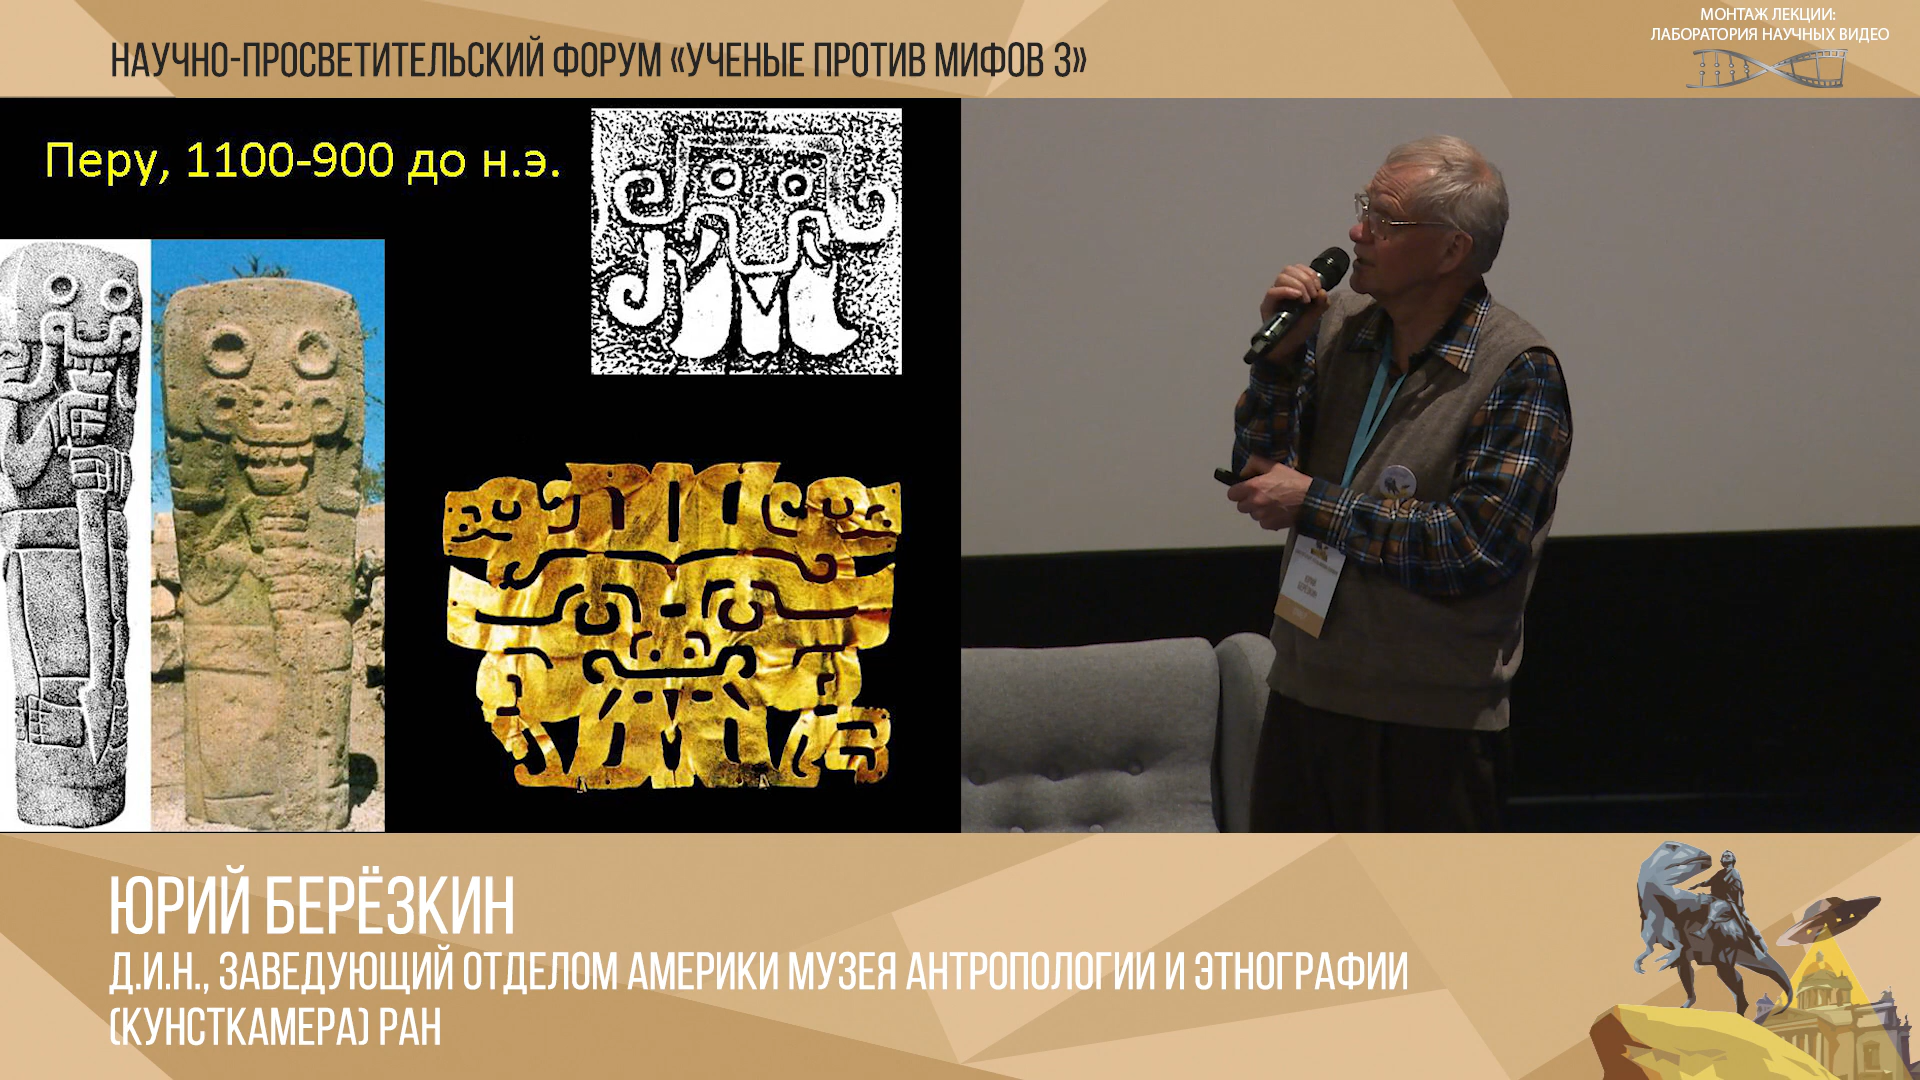 НАУЧНО-ПРОСВЕТИТЕЛЬСКИЙ ФОРУМ «УЧЕНЫЕ ПРОТИВ МИФОВ 3»
МОНТАЖ ЛЕКЦИИ:
ЛАБОРАТОРИЯ НАУЧНЫХ ВИДЕО
Перу, 1100-900 до н.э.
ЮРИЙ БЕРЁЗКИН
Д.И.Н., ЗАВЕДУЮЩИЙ ОТДЕЛОМ АМЕРИКИ МУЗЕЯ АНТРОПОЛОГИИ И ЭТНОГРАФИИ
(КУНСТКАМЕРА) РАН